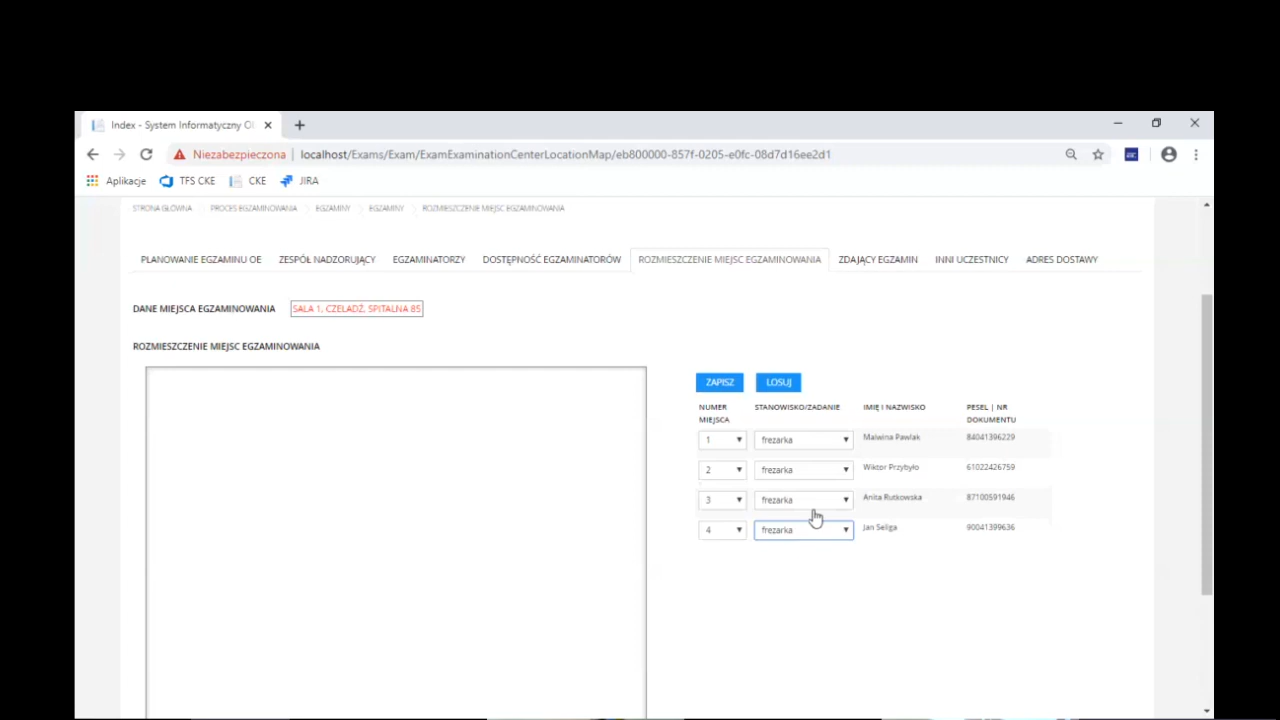 Index - System Informatyczny O
Niezabezpieczona | localhost/Exams/Exam/ExamExaminationCenterLocationMap/eb800000-857f-0205-e0fc-08d7d16ee2d1
Aplikacje TFS CKE CKE JIRA
STRONA GŁÓWNA PROCES EGZAMINOWANIA EGZAMINY EGZAMINY ROZMIESZCZENIE MIEJSC EGZAMINOWANIA
PLANOWANIE EGZAMINU OE ZESPÓŁ NADZORUJĄCY EGZAMINATORZY DOSTĘPNOŚĆ EGZAMINATORÓW ROZMIESZCZENIE MIEJSC EGZAMINOWANIA ZDAJĄCY EGZAMIN INNI UCZESTNICY ADRES DOSTAWY
DANE MIEJSCA EGZAMINOWANIA SALA 1, CZELADŹ, SPITALNA 85
ROZMIESZCZENIE MIEJSC EGZAMINOWANIA
ZAPISZ LOSUJ
NUMER MIEJSCA STANOWISKO/ZADANIE IMIĘ I NAZWISKO PESEL | NR DOKUMENTU
1 frezarka Malwina Pawlak 84041396229
2 frezarka Wiktor Przybyło 61022426759
3 frezarka Anita Rutkowska 87100591946
4 frezarka Jan Seliga 90041399636